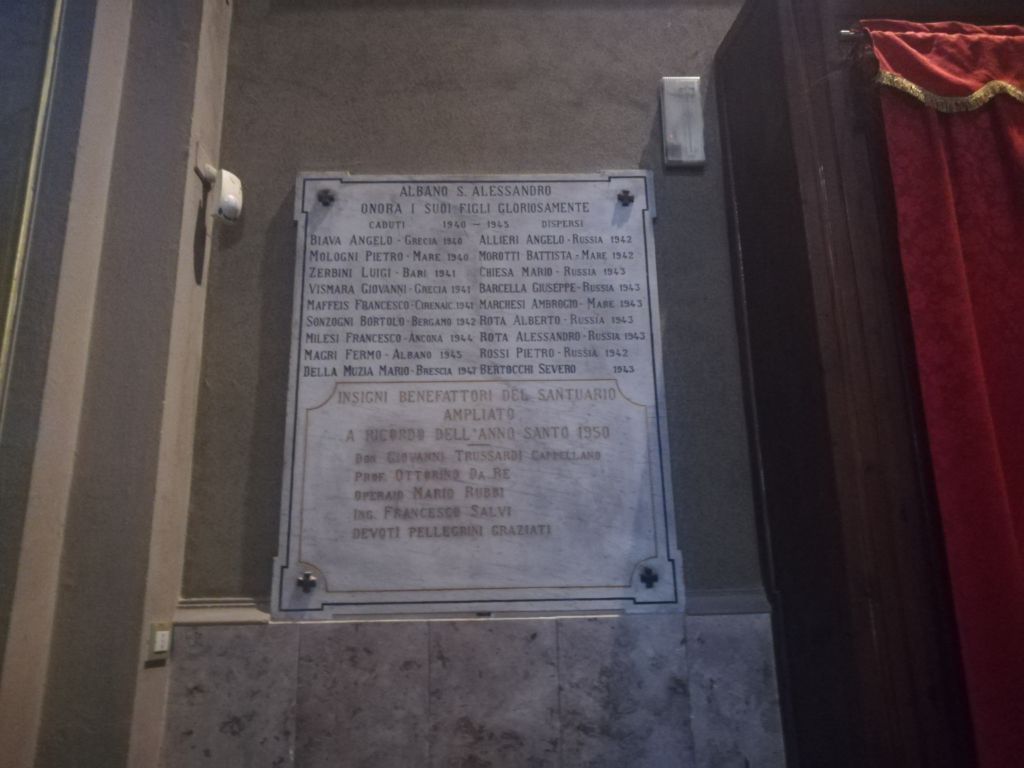 ALBANO S. ALESSANDRO
ONORA I SUOI FIGLI GLORIOSAMENTE
CADUTI 1940 - 1945 DISPERSI
BIAVA ANGELO - GRECIA 1940 ALLIERI ANGELO - RUSSIA 1942
MOLOGNI PIETRO - MARE 1940 MOROTTI BATTISTA - MARE 1942
ZERBINI LUIGI - BARI 1941 CHIESA MARIO - RUSSIA 1943
VISMARA GIOVANNI - GRECIA 1941 BARCELLA GIUSEPPE - RUSSIA 1943
MAFFEIS FRANCESCO - CIRENAIC. 1941 MARCHESI AMBROGIO - MARE 1943
SONZOGNI BORTOLO - BERGAMO 1942 ROTA ALBERTO - RUSSIA 1943
MILESI FRANCESCO - ANCONA 1944 ROTA ALESSANDRO - RUSSIA 1943
MAGRI FERMO - ALBANO 1945 ROSSI PIETRO - RUSSIA 1942
DELLA MUZIA MARIO - BRESCIA 1947 BERTOCCHI SEVERO 1943
INSIGNI BENEFATTORI DEL SANTUARIO
AMPLIATO
A RICORDO DELL'ANNO SANTO 1950
DON GIOVANNI TRUSSARDI CAPPELLANO
PROF. OTTORINO DA RE
OPERAIO MARIO RUBBI
ING. FRANCESCO SALVI
DEVOTI PELLEGRINI GRAZIATI